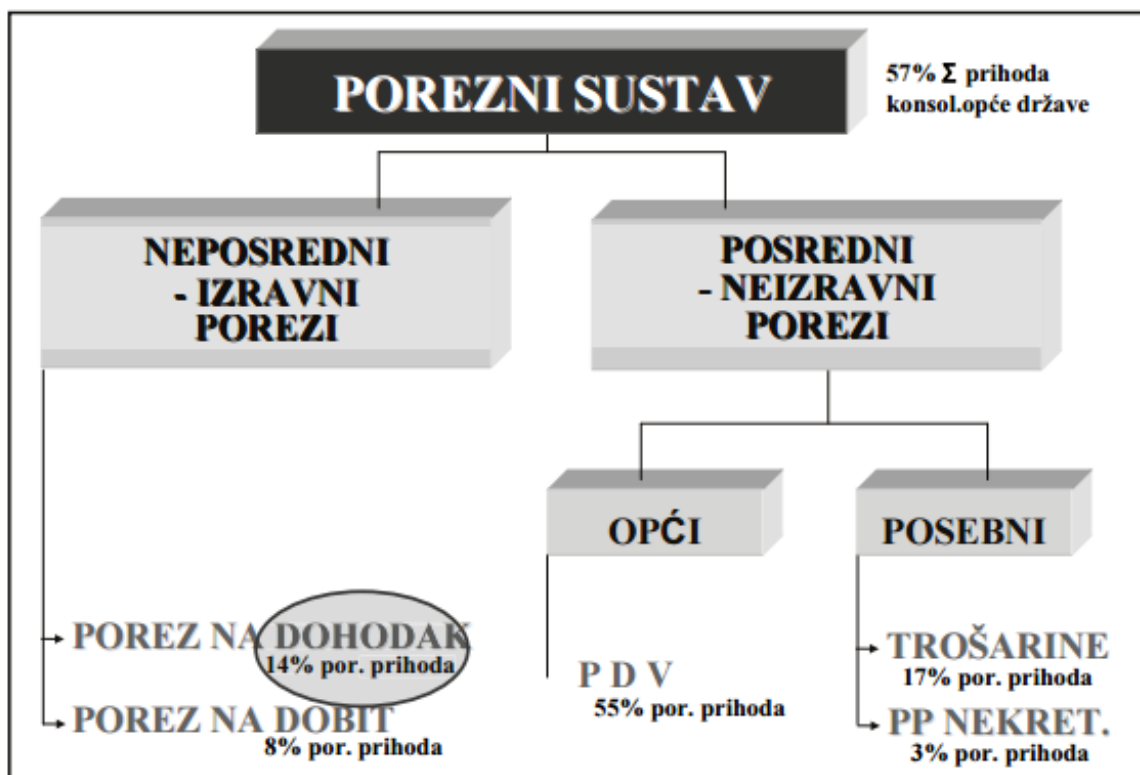 POREZNI SUSTAV
57% Σ prihoda
konsol.opće države
NEPOSREDNI
- IZRAVNI
POREZI
POSREDNI
- NEIZRAVNI
POREZI
OPĆI
POSEBNI
POREZ NA DOHODAK
14% por. prihoda
POREZ NA DOBIT
8% por. prihoda
P D V
55% por. prihoda
TROŠARINE
17% por. prihoda
PP NEKRET.
3% por. prihoda